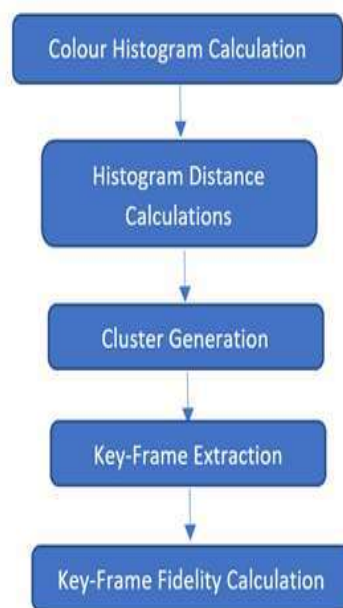 Colour Histogram Calculation
Histogram Distance
Calculations
Cluster Generation
Key-Frame Extraction
Key-Frame Fidelity Calculation